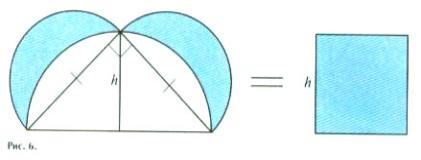 h = h
Рис. 6.